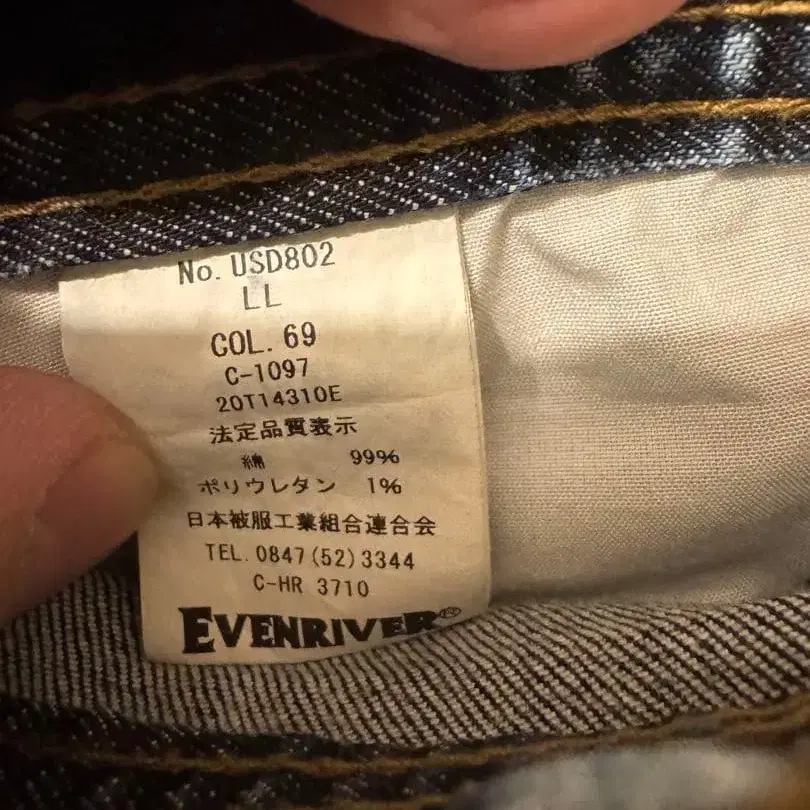 No. USD802
LL
COL. 69
C-1097
20T14310E
法定品質表示
綿 99%
ポリウレタン 1%
日本被服工業組合連合会
TEL. 0847(52)3344
C-HR 3710
EVENRIVER®